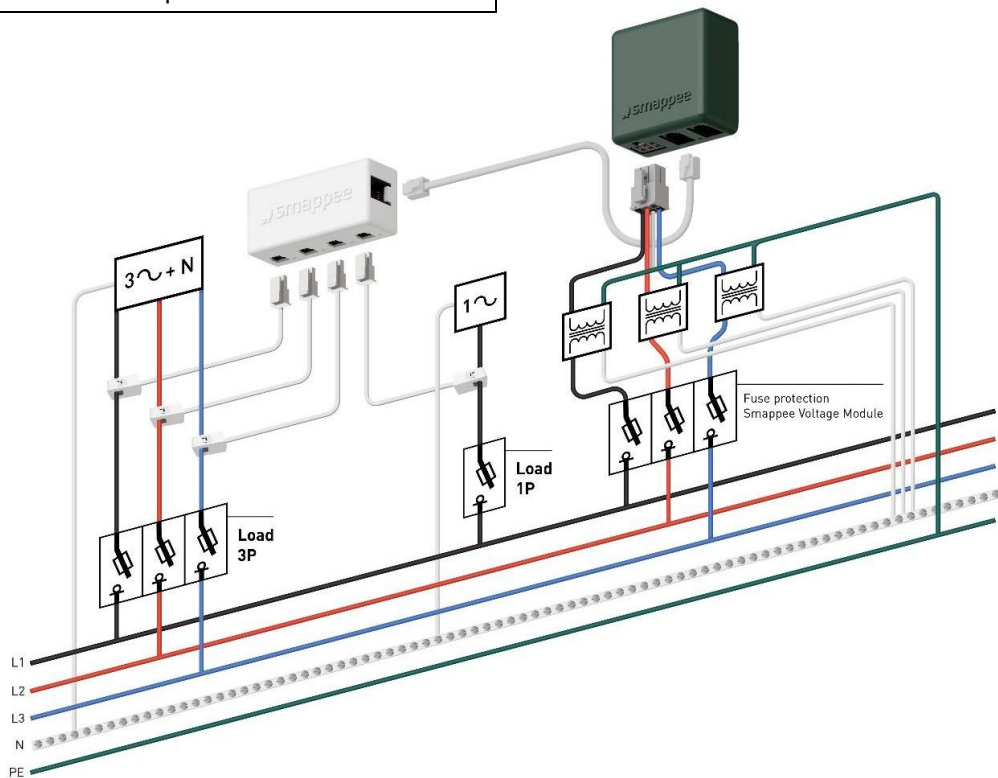 smappee
smappee
3 + N
1
Fuse protection
Smappee Voltage Module
Load
1P
Load
3P
L1
L2
L3
N
PE